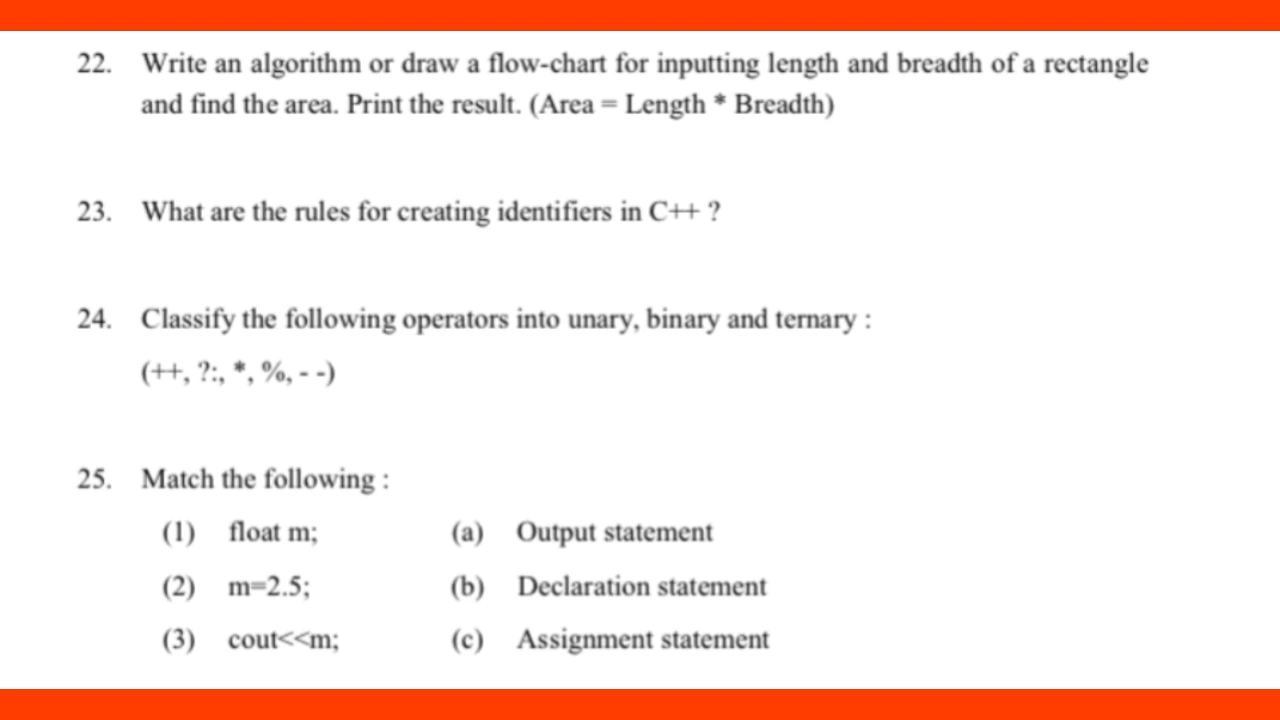 22. Write an algorithm or draw a flow-chart for inputting length and breadth of a rectangle
and find the area. Print the result. (Area = Length * Breadth)
23. What are the rules for creating identifiers in C++ ?
24. Classify the following operators into unary, binary and ternary :
(++, ?:, *, %, - -)
25. Match the following :
(1) float m; (a) Output statement
(2) m=2.5; (b) Declaration statement
(3) cout<<m; (c) Assignment statement